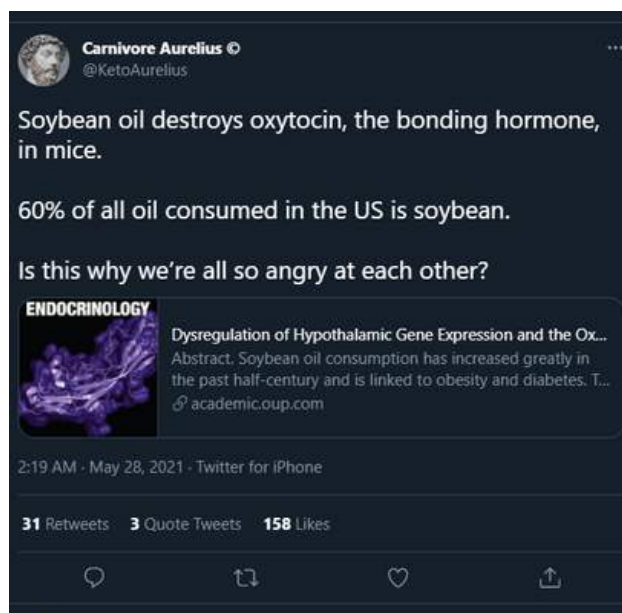 Carnivore Aurelius ©
@KetoAurelius
Soybean oil destroys oxytocin, the bonding hormone,
in mice.
60% of all oil consumed in the US is soybean.
Is this why we're all so angry at each other?
ENDOCRINOLOGY
Dysregulation of Hypothalamic Gene Expression and the Ox...
Abstract. Soybean oil consumption has increased greatly in
the past half-century and is linked to obesity and diabetes. T...
academic.oup.com
2:19 AM · May 28, 2021 · Twitter for iPhone
31 Retweets 3 Quote Tweets 158 Likes